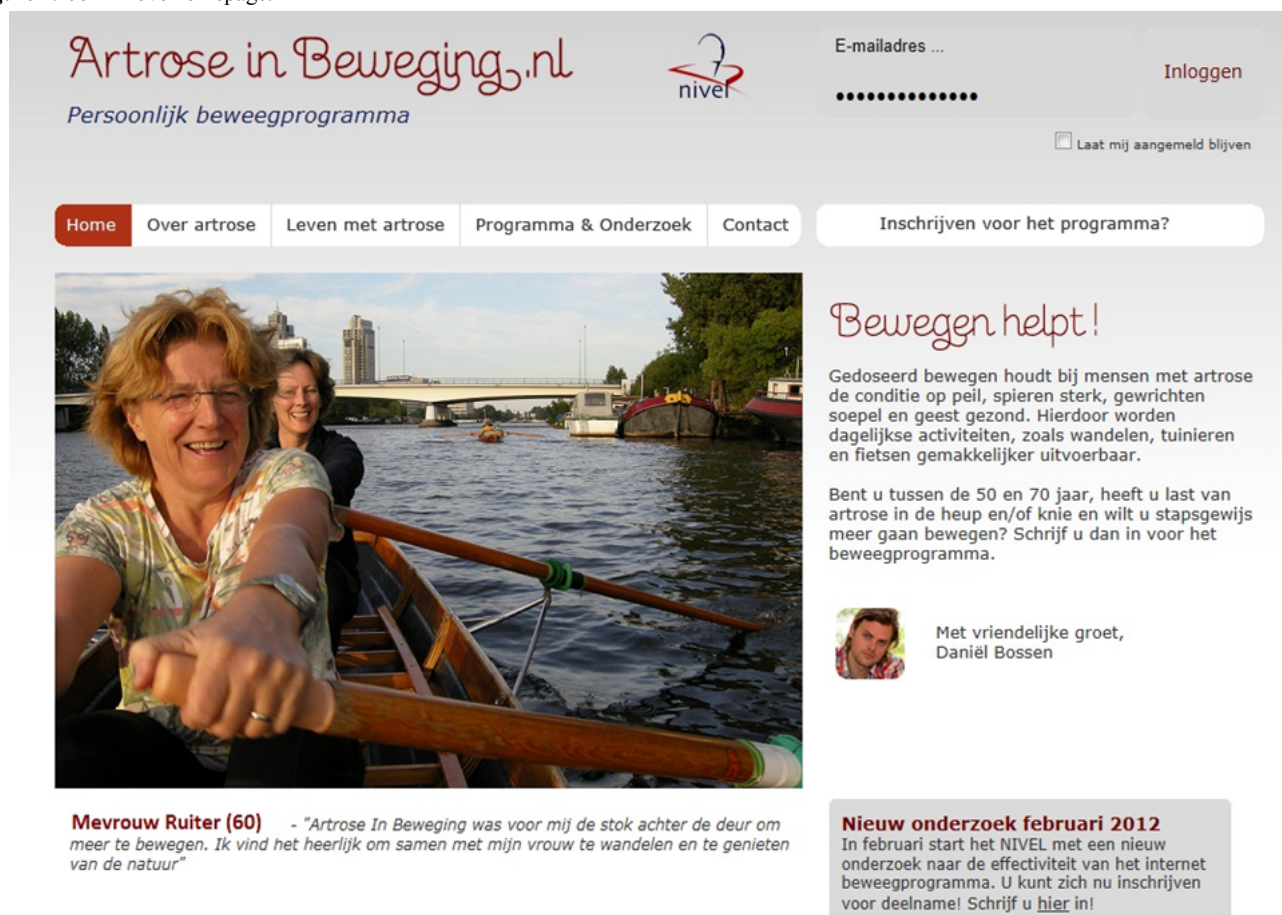 Artrose in Beweging.nl
Persoonlijk beweegprogramma
nivel
E-mailadres ...
Inloggen
Laat mij aangemeld blijven
Home
Over artrose
Leven met artrose
Programma & Onderzoek
Contact
Inschrijven voor het programma?
Bewegen helpt!
Gedoseerd bewegen houdt bij mensen met artrose
de conditie op peil, spieren sterk, gewrichten
soepel en geest gezond. Hierdoor worden
dagelijkse activiteiten, zoals wandelen, tuinieren
en fietsen gemakkelijker uitvoerbaar.
Bent u tussen de 50 en 70 jaar, heeft u last van
artrose in de heup en/of knie en wilt u stapsgewijs
meer gaan bewegen? Schrijf u dan in voor het
beweegprogramma.
Met vriendelijke groet,
Daniël Bossen
Mevrouw Ruiter (60) - "Artrose In Beweging was voor mij de stok achter de deur om
meer te bewegen. Ik vind het heerlijk om samen met mijn vrouw te wandelen en te genieten
van de natuur"
Nieuw onderzoek februari 2012
In februari start het NIVEL met een nieuw
onderzoek naar de effectiviteit van het internet
beweegprogramma. U kunt zich nu inschrijven
voor deelname! Schrijf u hier in!